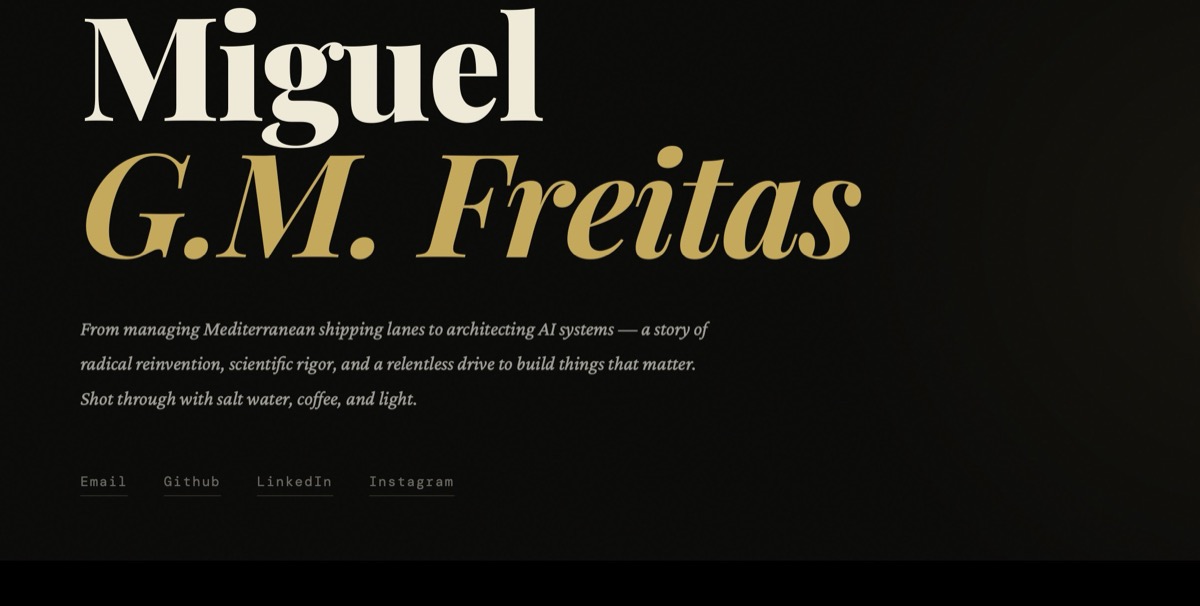 Miguel
G.M. Freitas
From managing Mediterranean shipping lanes to architecting AI systems — a story of
radical reinvention, scientific rigor, and a relentless drive to build things that matter.
Shot through with salt water, coffee, and light.
Email Github LinkedIn Instagram